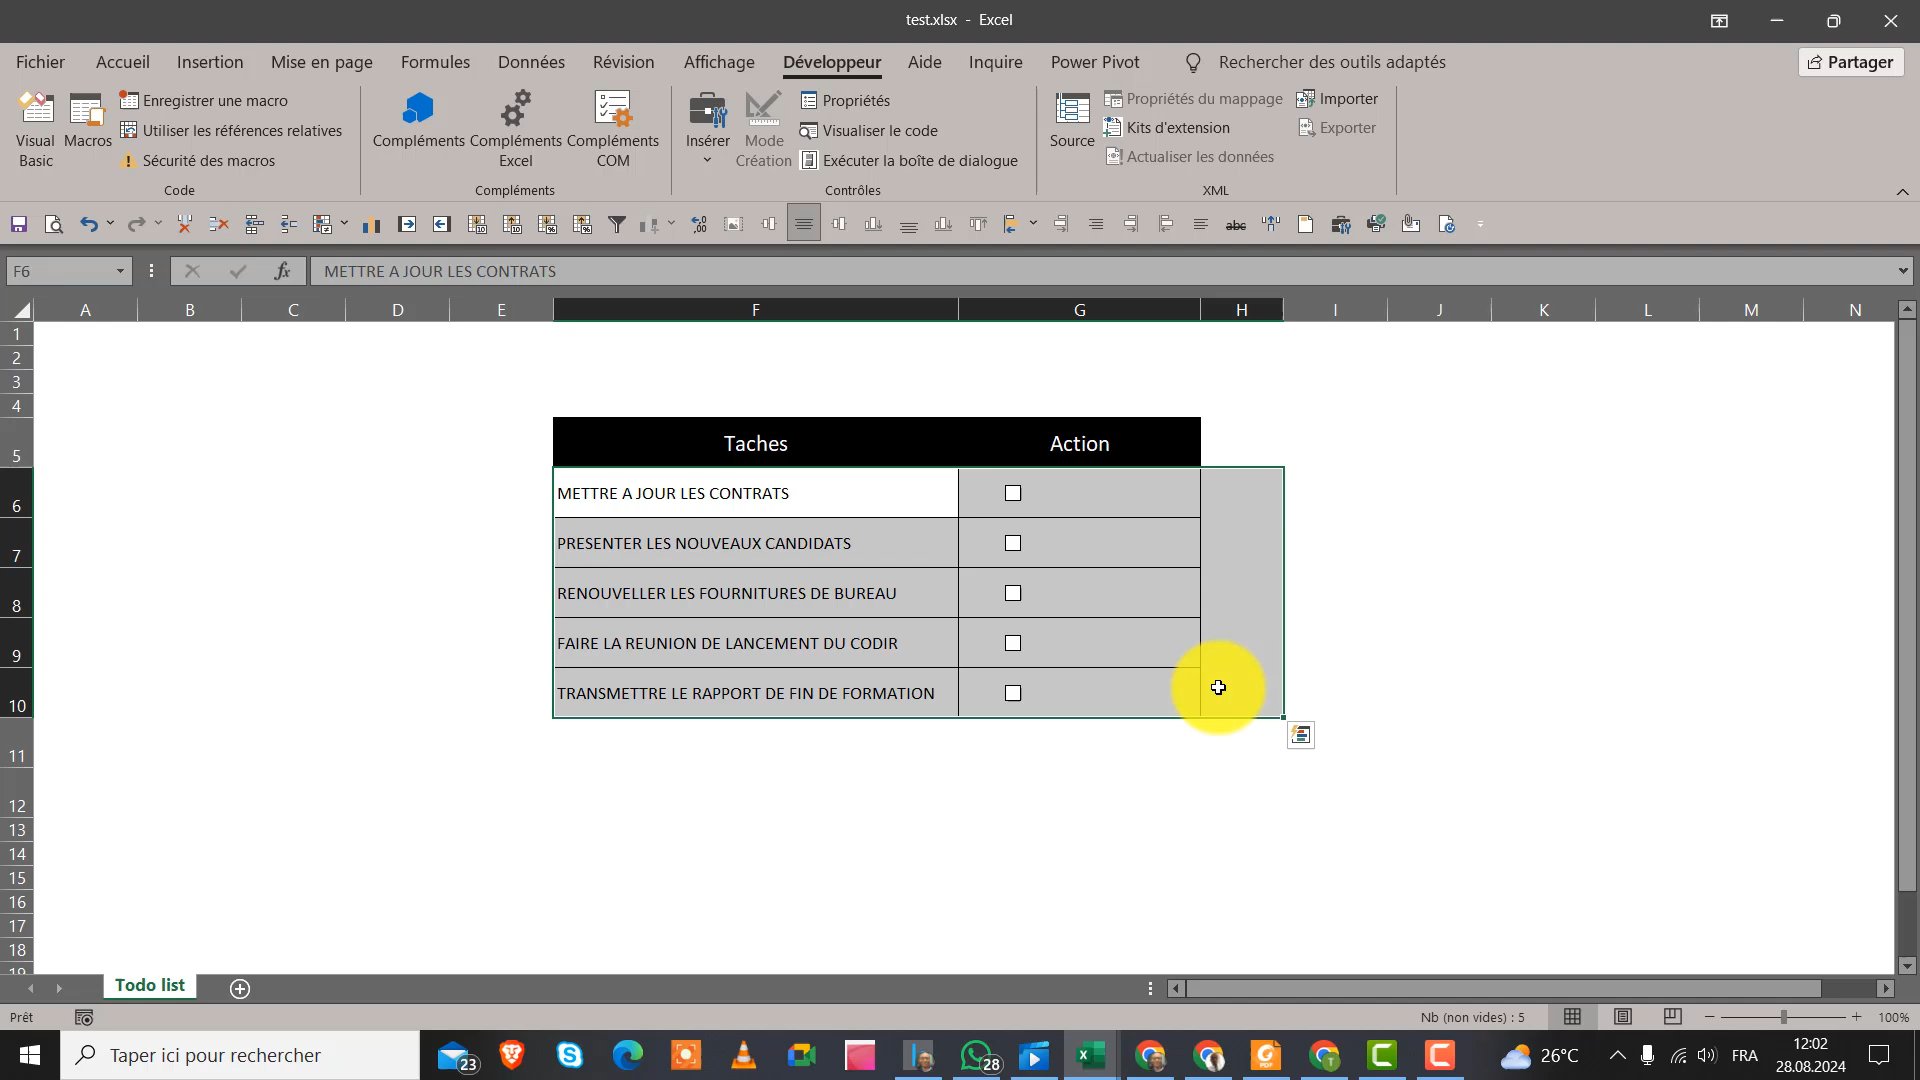 test.xlsx - Excel
Fichier Accueil Insertion Mise en page Formules Données Révision Affichage Développeur Aide Inquire Power Pivot Rechercher des outils adaptés Partager
Visual Basic
Macros
Enregistrer une macro
Utiliser les références relatives
Sécurité des macros
Code
Compléments
Compléments Excel
Compléments COM
Compléments
Insérer
Mode Création
Propriétés
Visualiser le code
Exécuter la boîte de dialogue
Contrôles
Source
Propriétés du mappage
Kits d'extension
Actualiser les données
Importer
Exporter
XML
abc
F6 fx METTRE A JOUR LES CONTRATS
A B C D E F G H I J K L M N
1
2
3
4
5 Taches Action
6 METTRE A JOUR LES CONTRATS
7 PRESENTER LES NOUVEAUX CANDIDATS
8 RENOUVELLER LES FOURNITURES DE BUREAU
9 FAIRE LA REUNION DE LANCEMENT DU CODIR
10 TRANSMETTRE LE RAPPORT DE FIN DE FORMATION
11
12
13
14
15
16
17
18
19
Todo list
Prêt Nb (non vides) : 5 100%
Taper ici pour rechercher 23 28 26°C FRA 12:02
28.08.2024